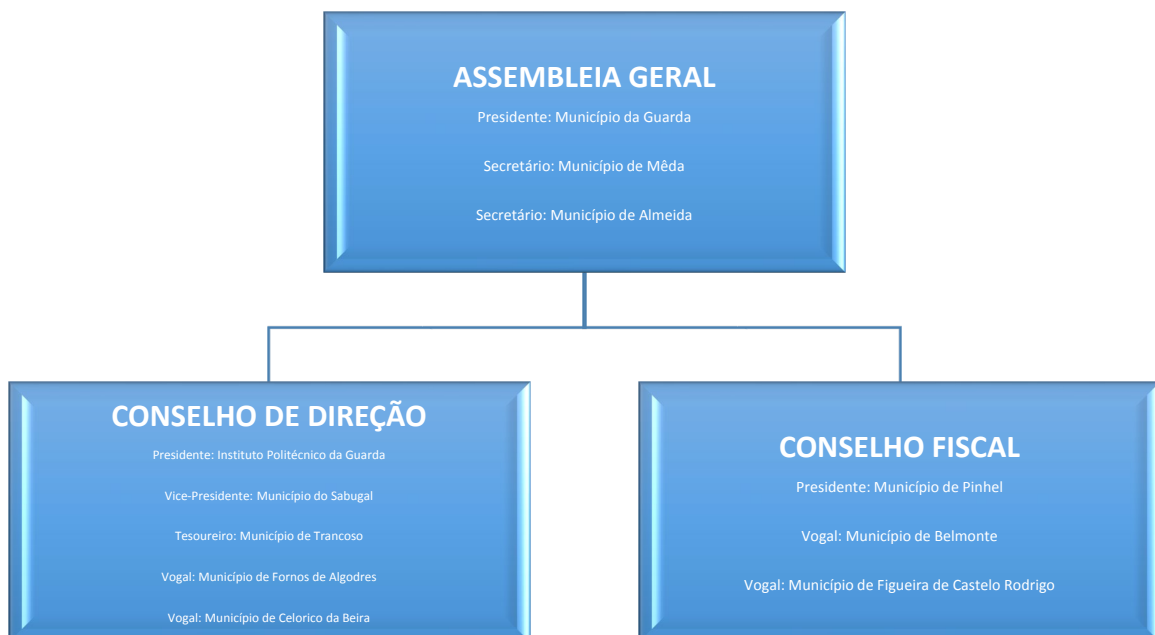 ASSEMBLEIA GERAL
Presidente: Município da Guarda
Secretário: Município de Mêda
Secretário: Município de Almeida
CONSELHO DE DIREÇÃO
Presidente: Instituto Politécnico da Guarda
Vice-Presidente: Município do Sabugal
Tesoureiro: Município de Trancoso
Vogal: Município de Fornos de Algodres
Vogal: Município de Celorico da Beira
CONSELHO FISCAL
Presidente: Município de Pinhel
Vogal: Município de Belmonte
Vogal: Município de Figueira de Castelo Rodrigo